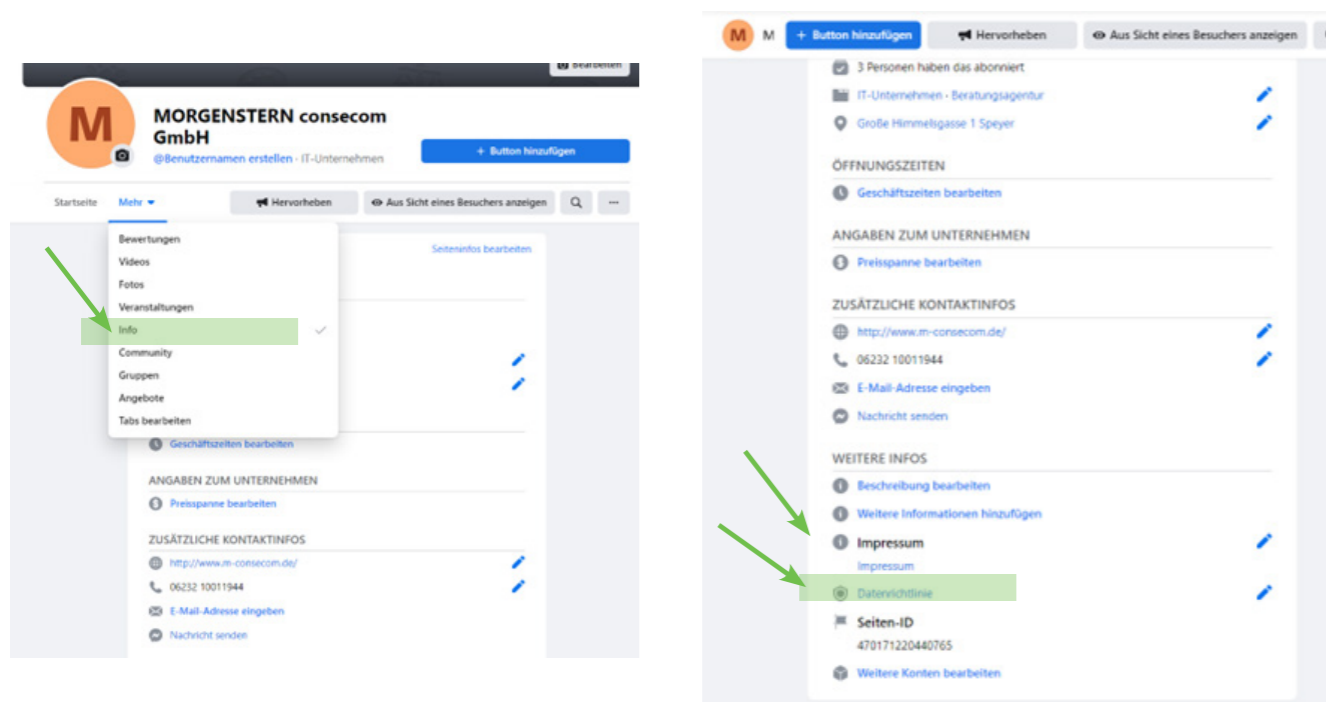 Bearbeiten
M
MORGENSTERN consecom
GmbH
@Benutzernamen erstellen · IT-Unternehmen
+ Button hinzufügen
Startseite Mehr Hervorheben Aus Sicht eines Besuchers anzeigen ...
Bewertungen
Seiteninfos bearbeiten
Videos
Fotos
Veranstaltungen
Info
Community
Gruppen
Angebote
Tabs bearbeiten
Geschäftszeiten bearbeiten
ANGABEN ZUM UNTERNEHMEN
Preisspanne bearbeiten
ZUSÄTZLICHE KONTAKTINFOS
http://www.m-consecom.de/
06232 10011944
E-Mail-Adresse eingeben
Nachricht senden
M M + Button hinzufügen Hervorheben Aus Sicht eines Besuchers anzeigen
3 Personen haben das abonniert
IT-Unternehmen · Beratungsagentur
Große Himmelsgasse 1 Speyer
ÖFFNUNGSZEITEN
Geschäftszeiten bearbeiten
ANGABEN ZUM UNTERNEHMEN
Preisspanne bearbeiten
ZUSÄTZLICHE KONTAKTINFOS
http://www.m-consecom.de/
06232 10011944
E-Mail-Adresse eingeben
Nachricht senden
WEITERE INFOS
Beschreibung bearbeiten
Weitere Informationen hinzufügen
Impressum
Impressum
Datenrichtlinie
Seiten-ID
470171220440765
Weitere Konten bearbeiten